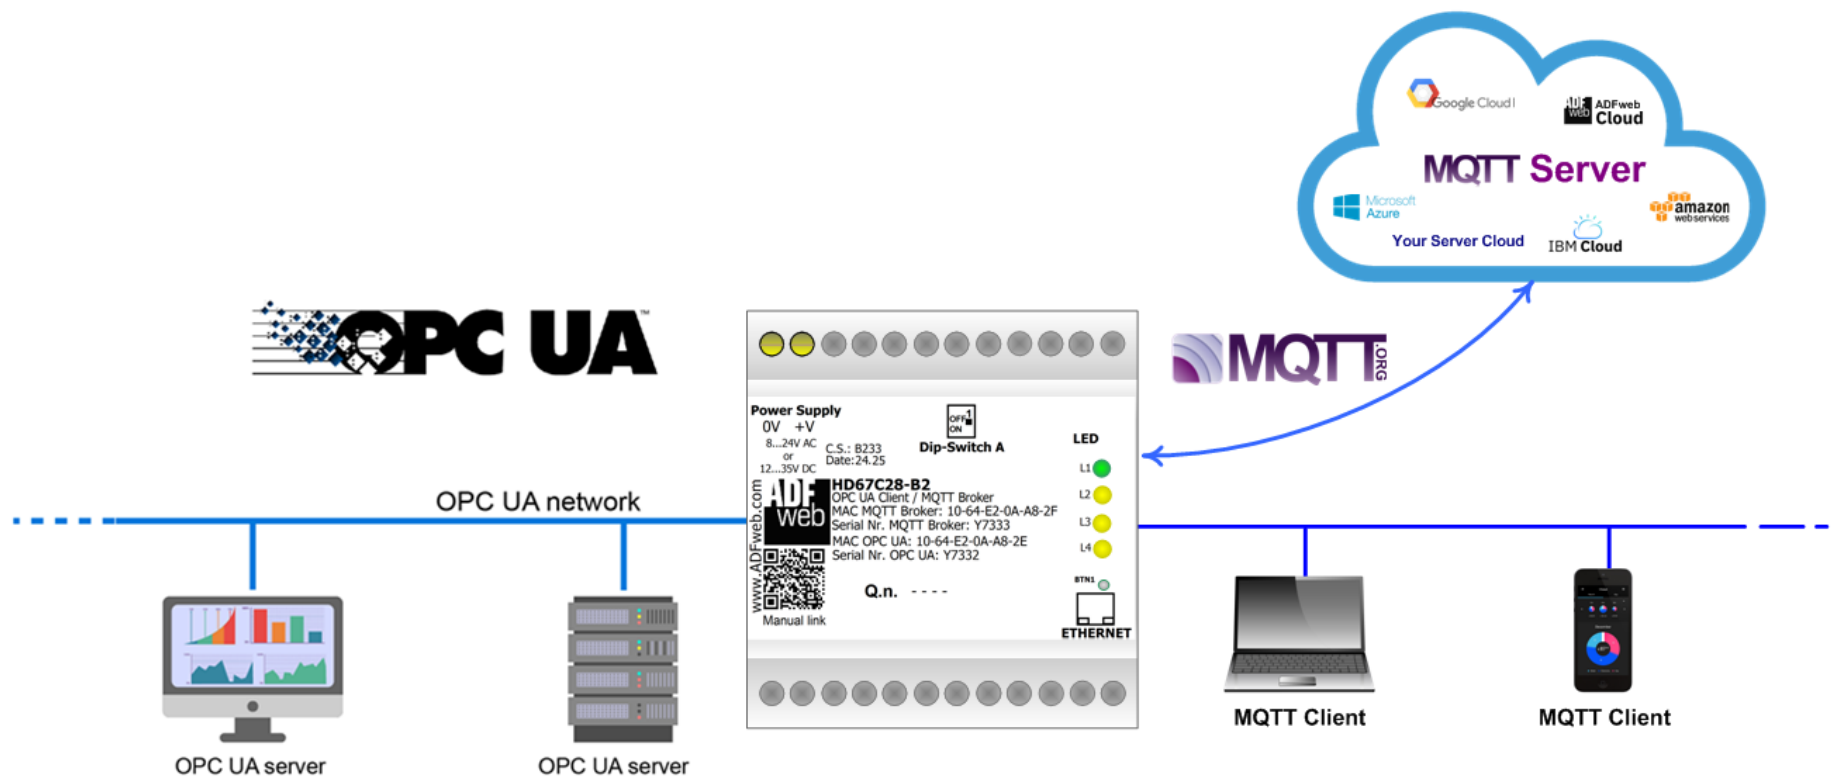 Google Cloud
ADF
web
ADFweb
Cloud
MQTT Server
Microsoft
Azure
amazon
webservices
Your Server Cloud
IBM Cloud
OPC UA™
MQTT.ORG
Power Supply
0V +V
8...24V AC
or
12...35V DC
C.S.: B233
Date:24.25
OFF 1
ON
Dip-Switch A
LED
L1
L2
L3
L4
BTN1
ETHERNET
www.ADFweb.com
ADF
web
HD67C28-B2
OPC UA Client / MQTT Broker
MAC MQTT Broker: 10-64-E2-0A-A8-2F
Serial Nr. MQTT Broker: Y7333
MAC OPC UA: 10-64-E2-0A-A8-2E
Serial Nr. OPC UA: Y7332
Q.n. - - - -
Manual link
OPC UA network
OPC UA server
OPC UA server
MQTT Client
MQTT Client